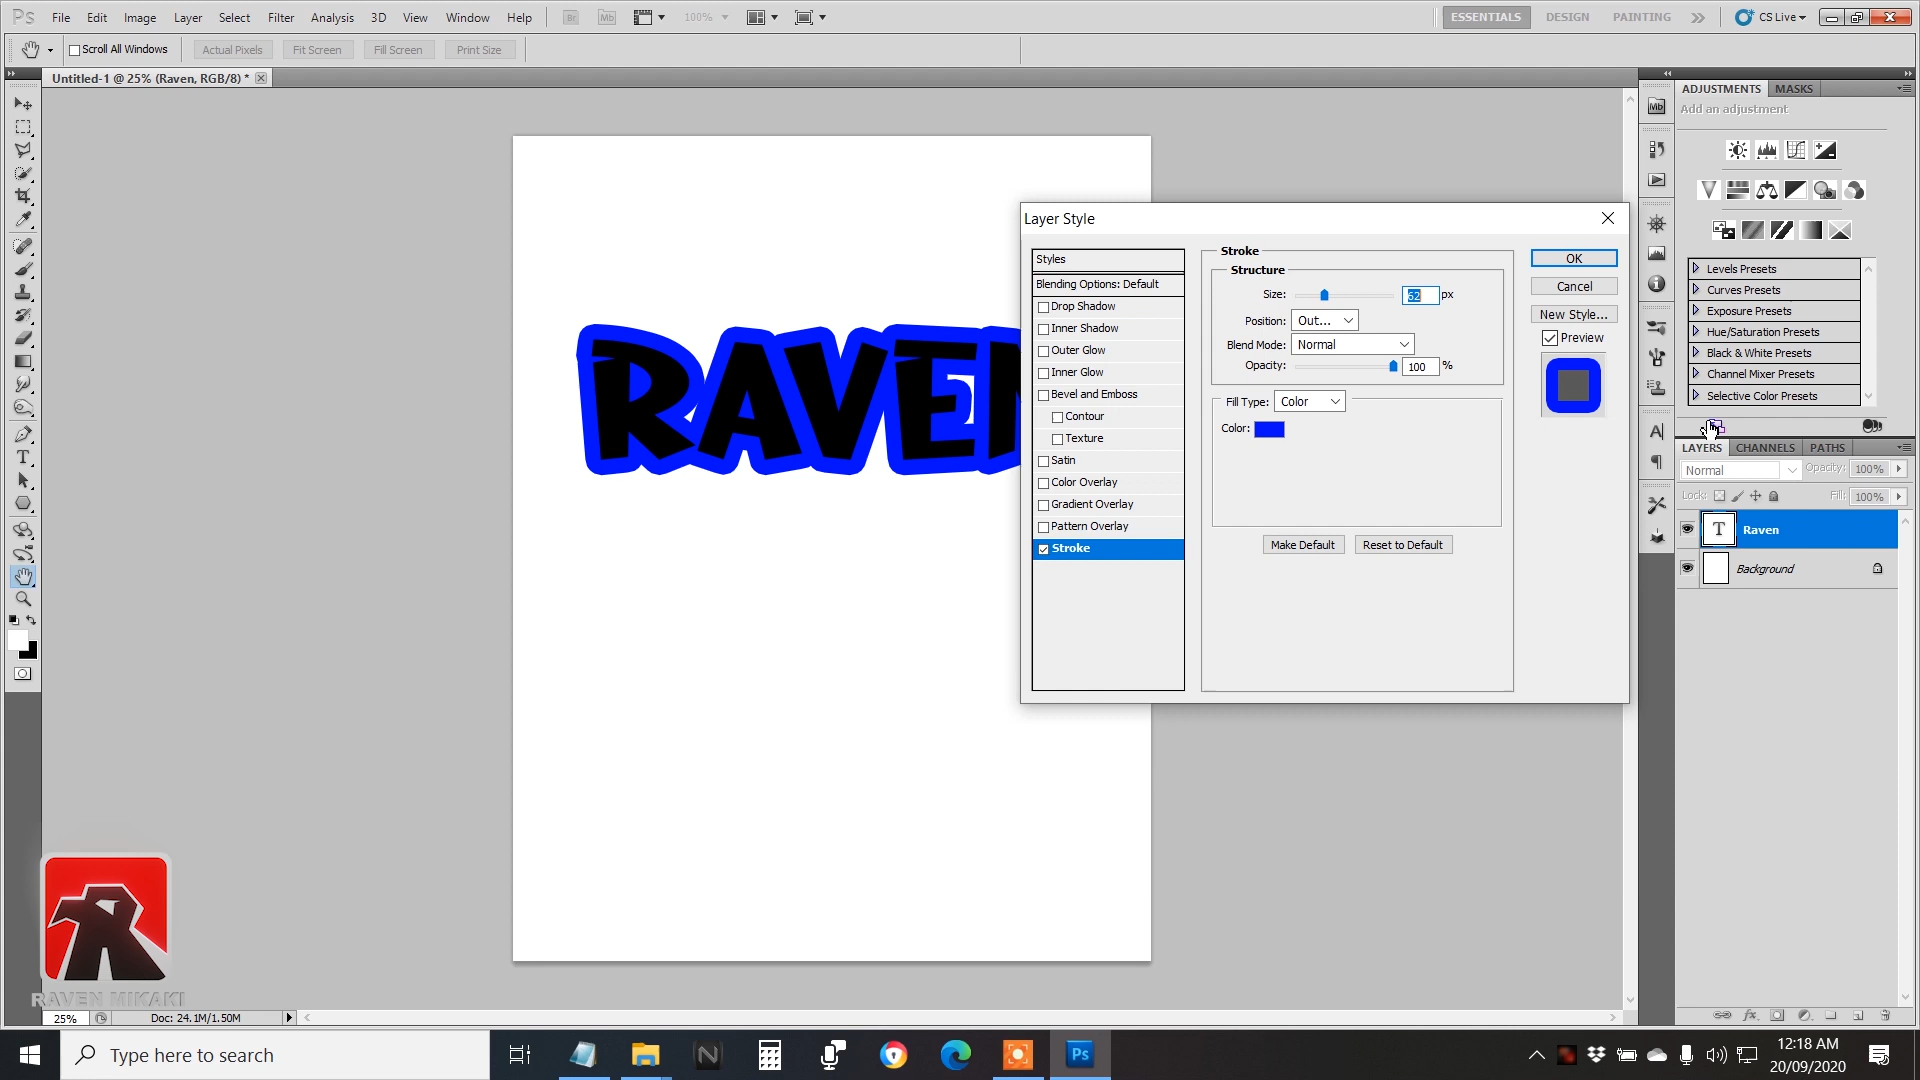 Ps File Edit Image Layer Select Filter Analysis 3D View Window Help Br Mb 100% ESSENTIALS DESIGN PAINTING CS Live
Scroll All Windows Actual Pixels Fit Screen Fill Screen Print Size
Untitled-1 @ 25% (Raven, RGB/8) *
ADJUSTMENTS MASKS
Add an adjustment
Levels Presets
Curves Presets
Exposure Presets
Hue/Saturation Presets
Black & White Presets
Channel Mixer Presets
Selective Color Presets
RAVEN
Layer Style
Styles
Blending Options: Default
Drop Shadow
Inner Shadow
Outer Glow
Inner Glow
Bevel and Emboss
Contour
Texture
Satin
Color Overlay
Gradient Overlay
Pattern Overlay
Stroke
Stroke
Structure
Size: 62 px
Position: Out...
Blend Mode: Normal
Opacity: 100 %
Fill Type: Color
Color:
Make Default Reset to Default
OK
Cancel
New Style...
Preview
LAYERS CHANNELS PATHS
Normal Opacity: 100%
Lock: Fill: 100%
T Raven
Background
RAVEN MIKAKI
25% Doc: 24.1M/1.50M
Type here to search
Ps
12:18 AM
20/09/2020